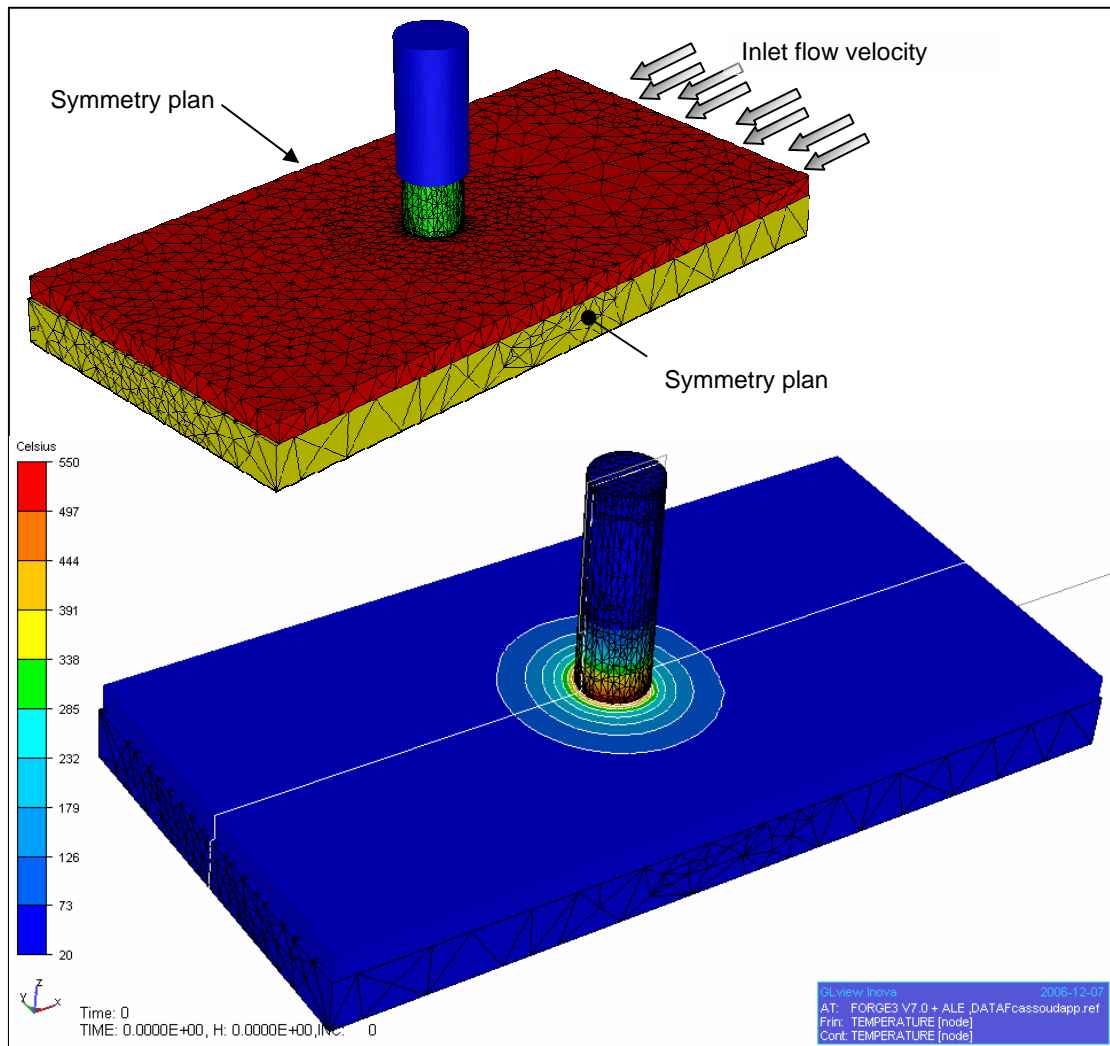 Inlet flow velocity
Symmetry plan
Symmetry plan
Celsius
550
497
444
391
338
285
232
179
126
73
20
z
y x
Time: 0
TIME: 0.0000E+00, H: 0.0000E+00,INC: 0
GLview Inova 2006-12-07
AT: FORGE3 V7.0 + ALE ,DATAFcassoudapp.ref
Frin: TEMPERATURE [node]
Cont: TEMPERATURE [node]